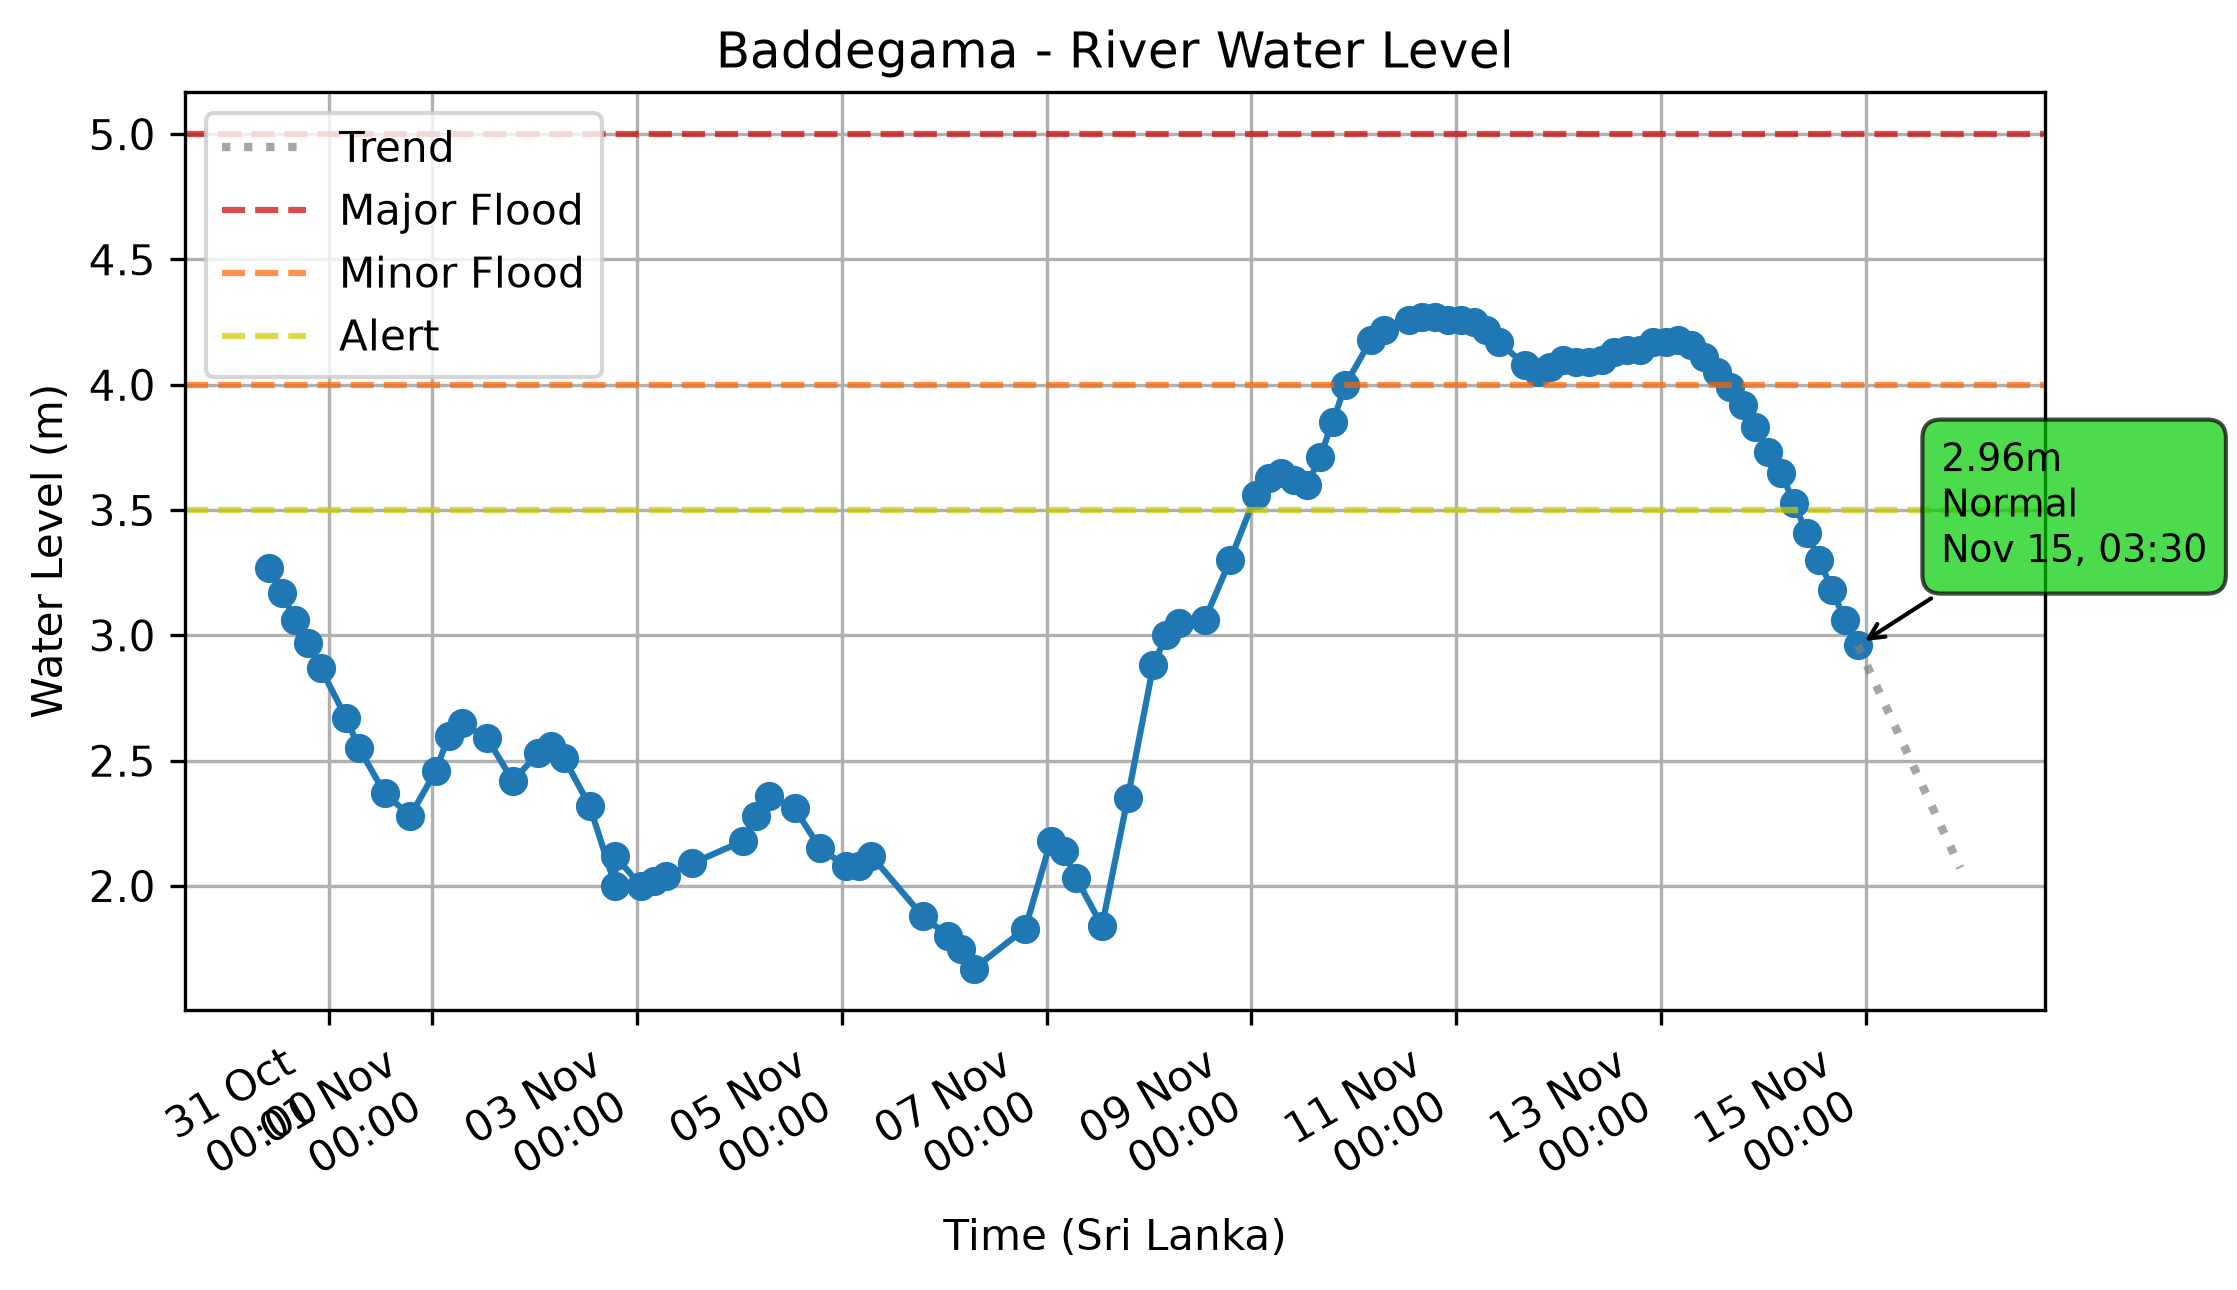 Baddegama - River Water Level
5.0
4.5
4.0
3.5
3.0
2.5
2.0
Water Level (m)
Trend
Major Flood
Minor Flood
Alert
2.96m
Normal
Nov 15, 03:30
31 Oct
00:00
01 Nov
00:00
03 Nov
00:00
05 Nov
00:00
07 Nov
00:00
09 Nov
00:00
11 Nov
00:00
13 Nov
00:00
15 Nov
00:00
Time (Sri Lanka)